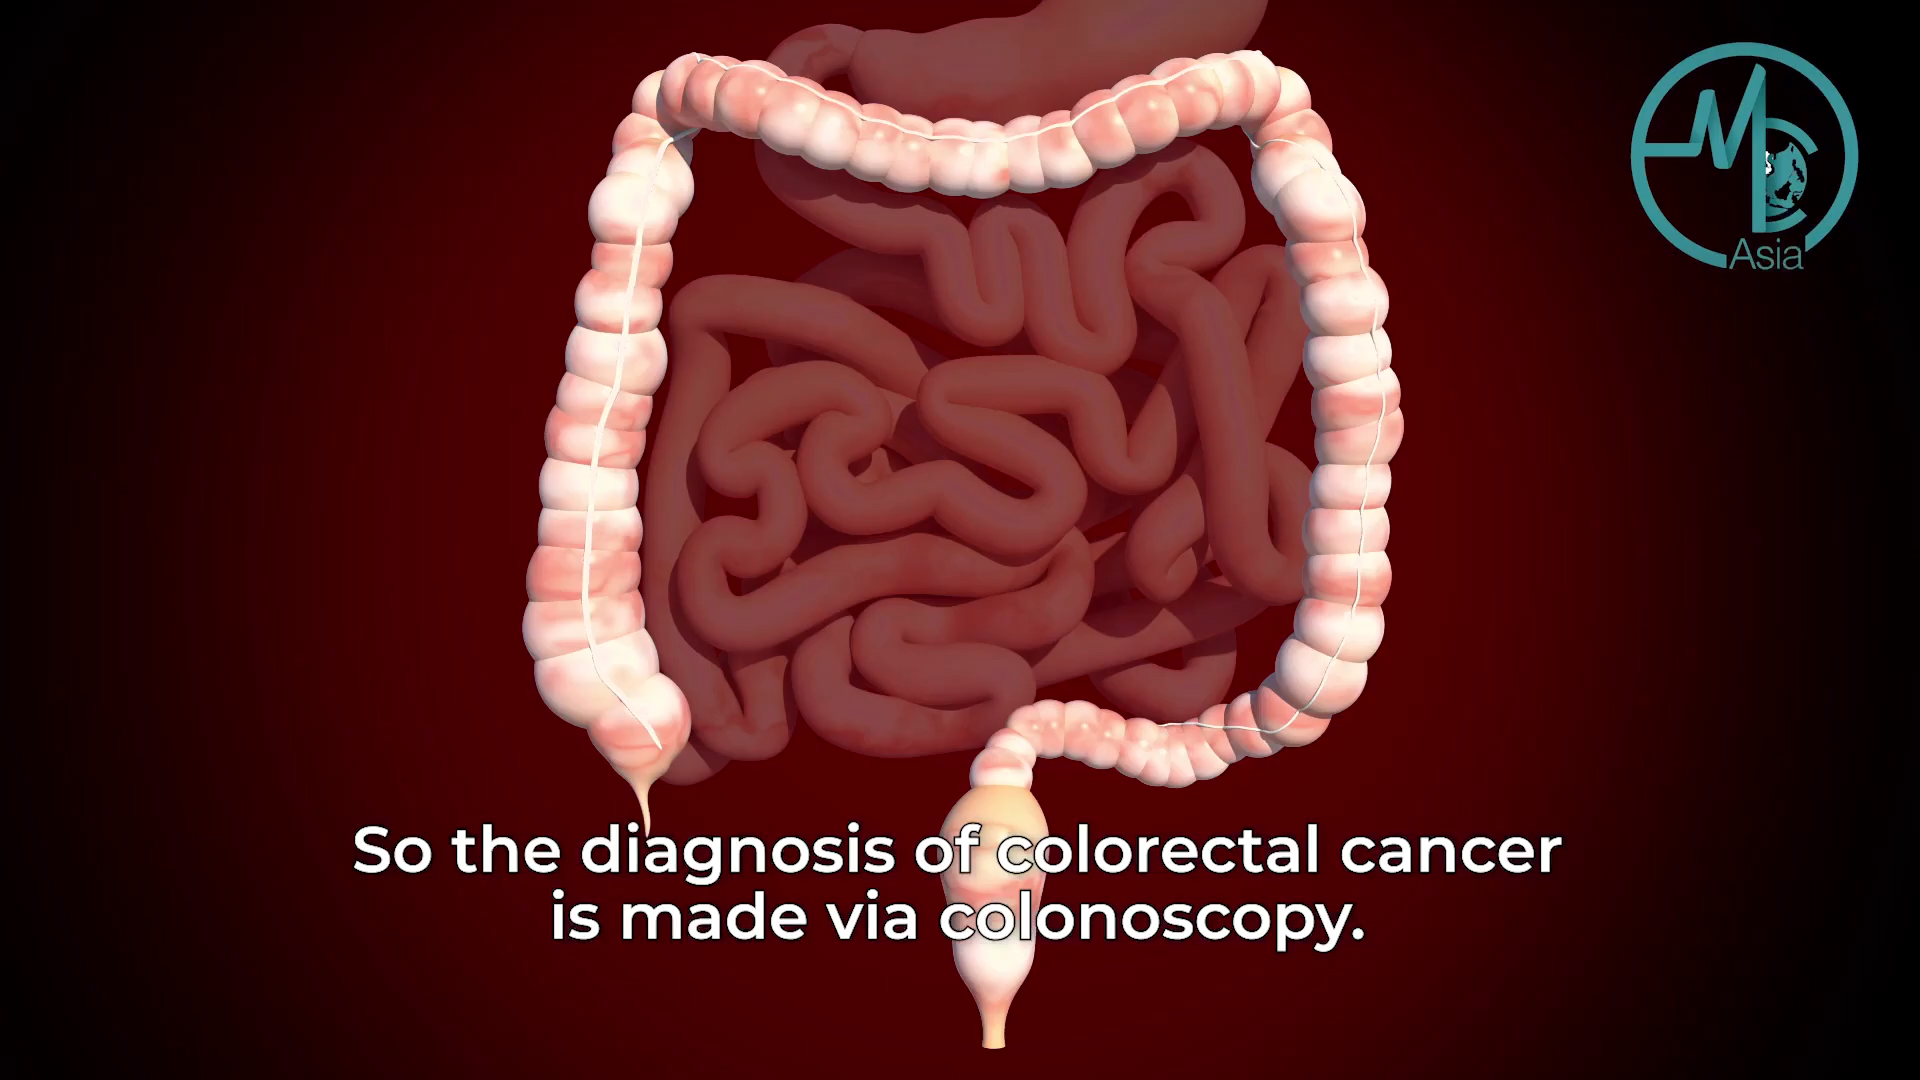 Asia
So the diagnosis of colorectal cancer
is made via colonoscopy.